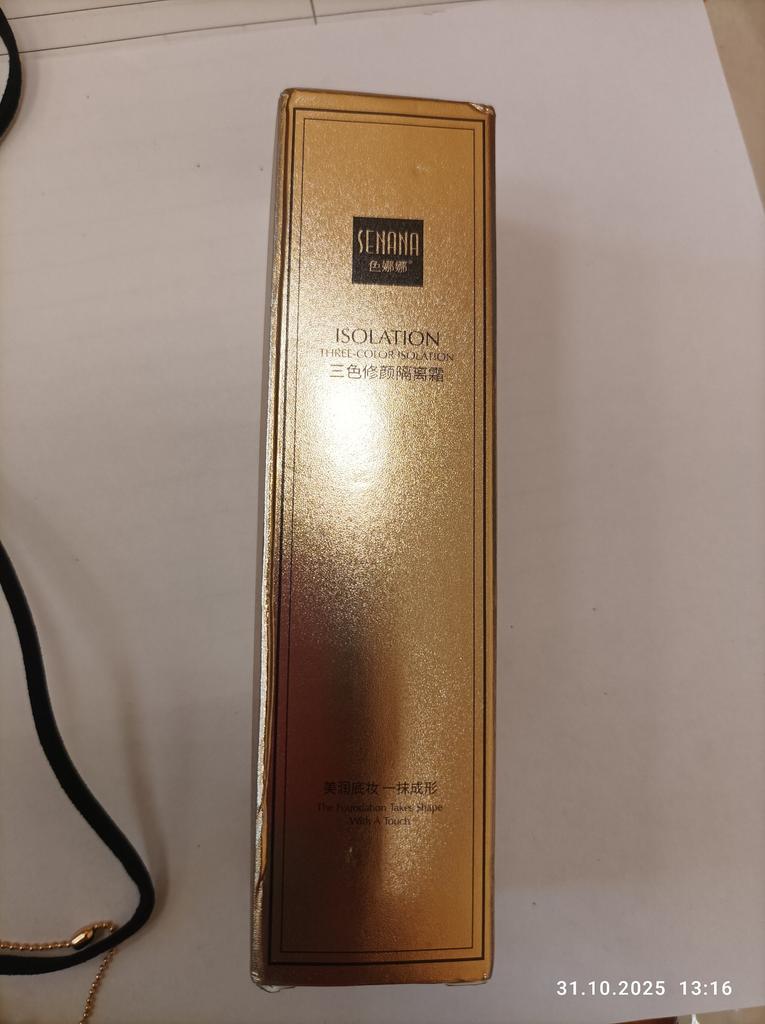 SENANA
色娜娜®
ISOLATION
THREE-COLOR ISOLATION
三色修颜隔离霜
美润底妆 一抹成形
The Foundation Takes Shape
With A Touch
31.10.2025 13:16